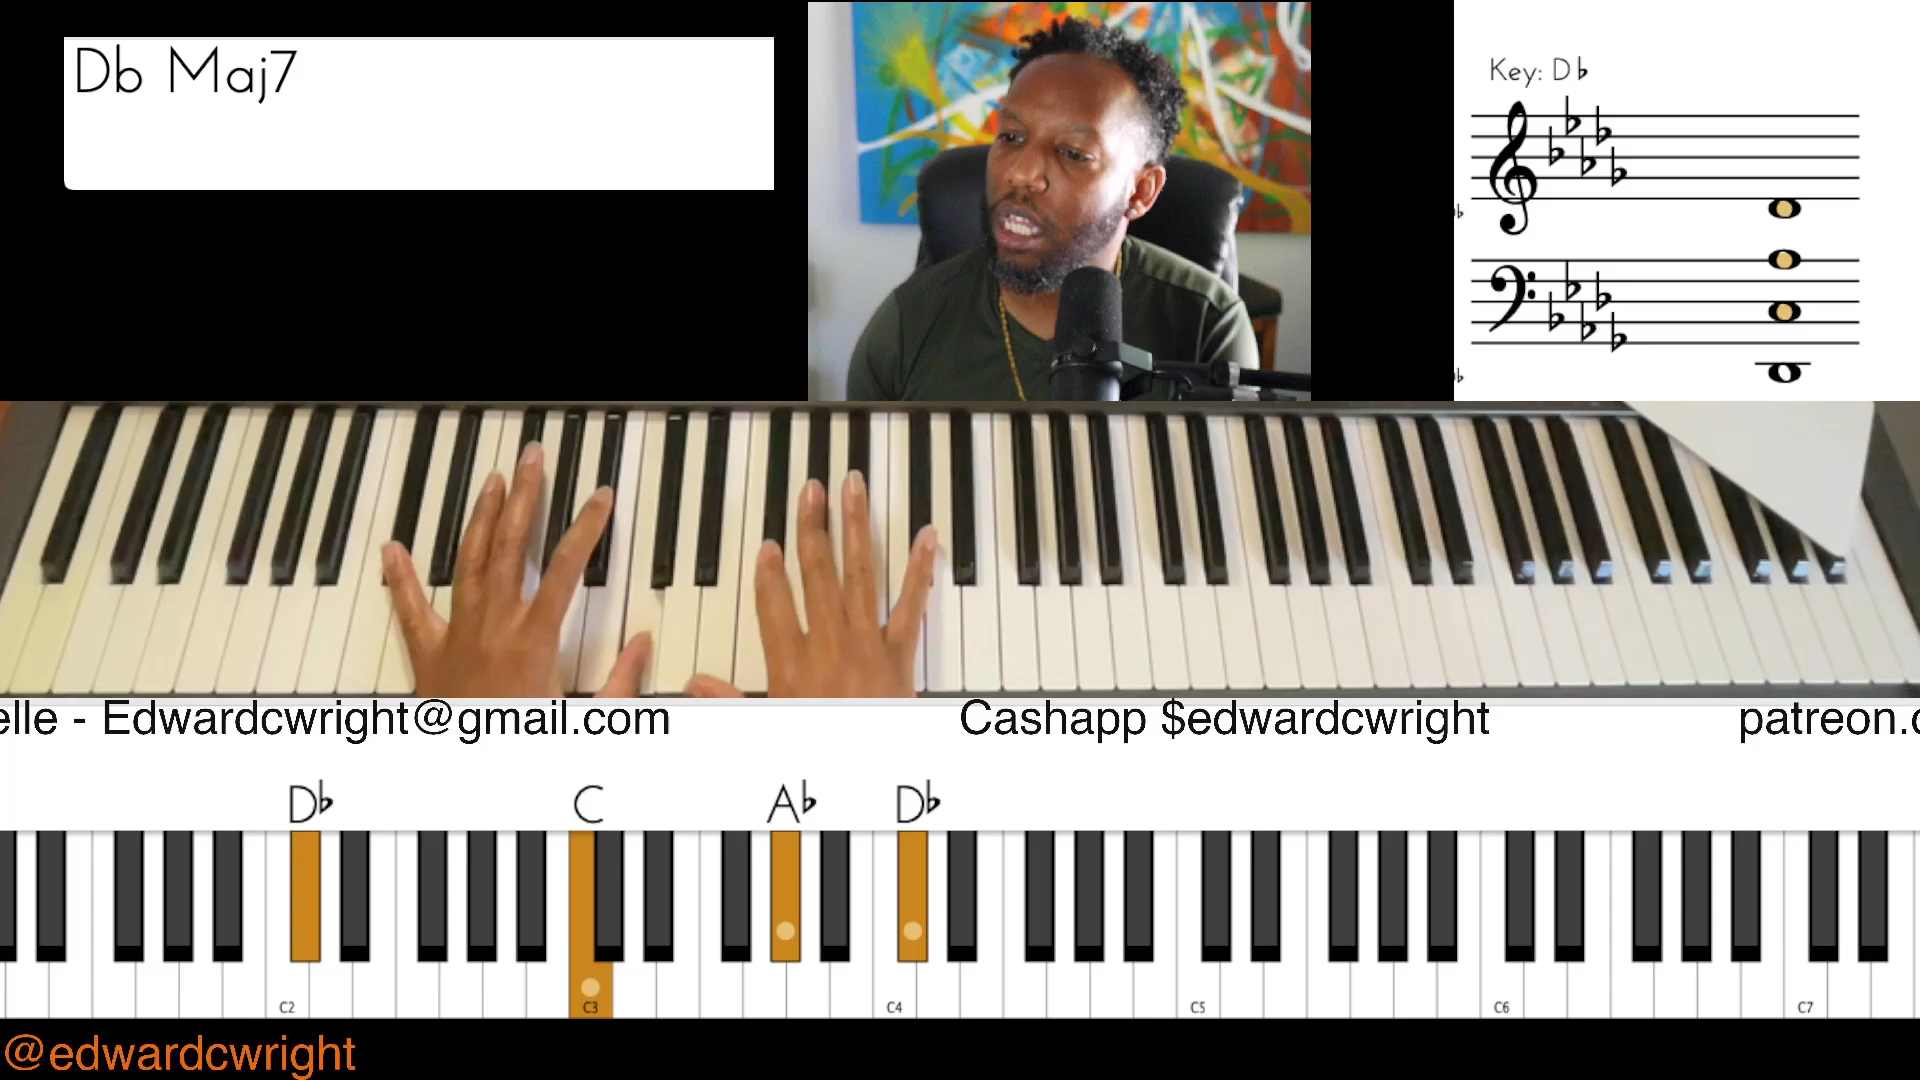 Db Maj7
Key: D♭
elle - Edwardcwright@gmail.com
Cashapp $edwardcwright
patreon.c
D♭
C
A♭
D♭
C2
C3
C4
C5
C6
C7
@edwardcwright